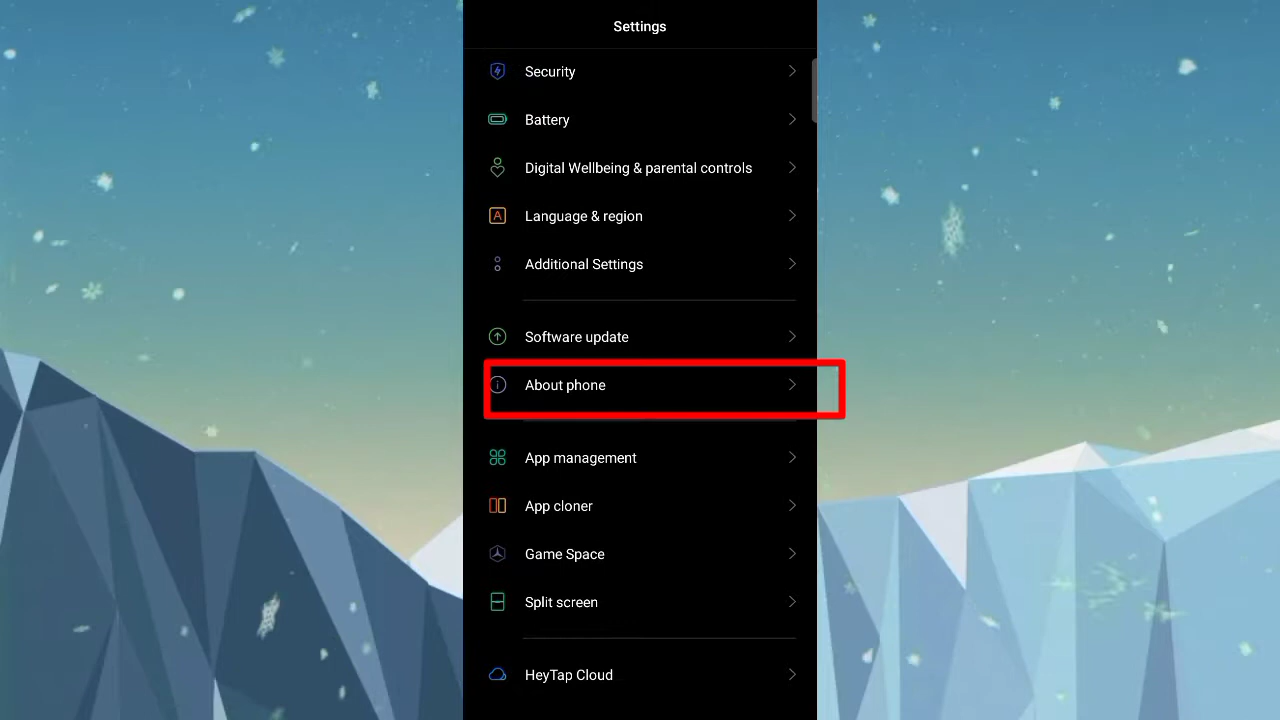 Settings
Security
Battery
Digital Wellbeing & parental controls
Language & region
Additional Settings
Software update
About phone
App management
App cloner
Game Space
Split screen
HeyTap Cloud